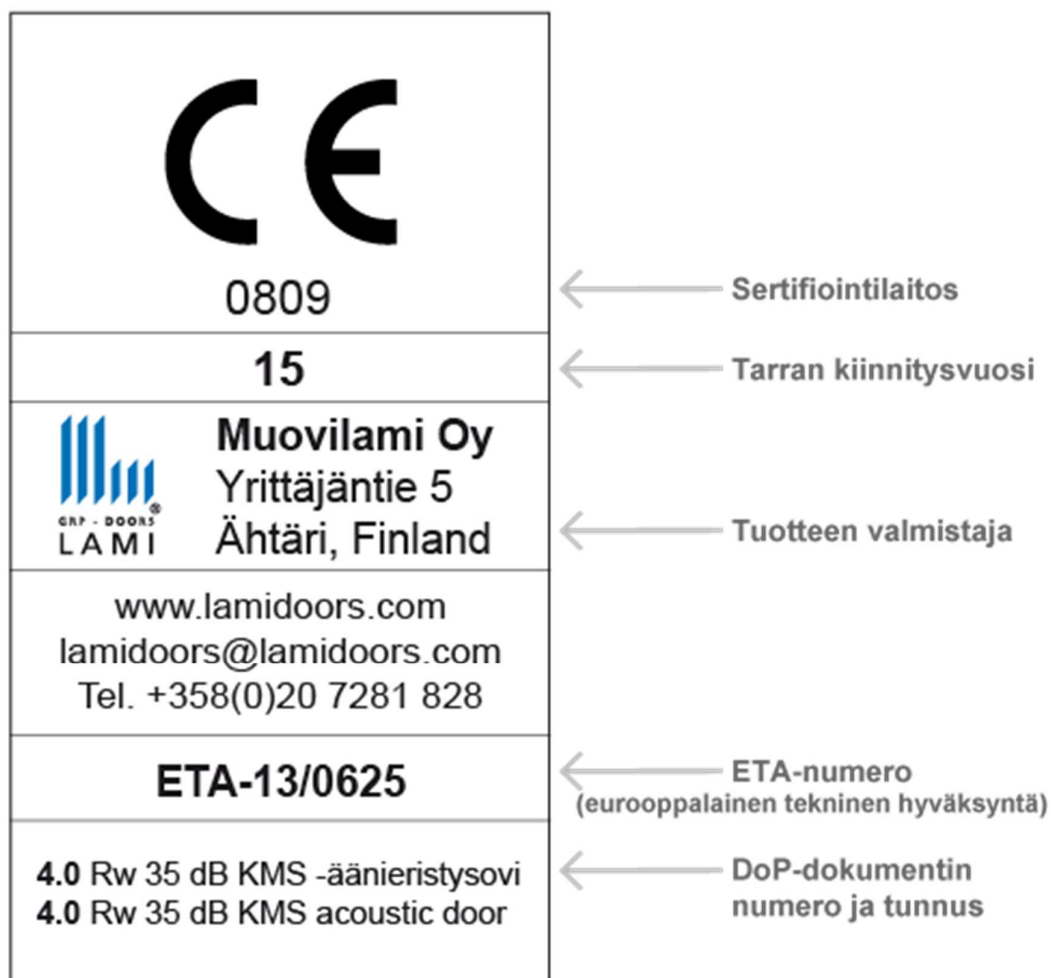 CE
0809
Sertifiointilaitos
15
Tarran kiinnitysvuosi
GRP - DOORS
LAMI
®
Muovilami Oy
Yrittäjäntie 5
Ähtäri, Finland
Tuotteen valmistaja
www.lamidoors.com
lamidoors@lamidoors.com
Tel. +358(0)20 7281 828
ETA-13/0625
ETA-numero
(eurooppalainen tekninen hyväksyntä)
4.0 Rw 35 dB KMS -äänieristysovi
4.0 Rw 35 dB KMS acoustic door
DoP-dokumentin
numero ja tunnus